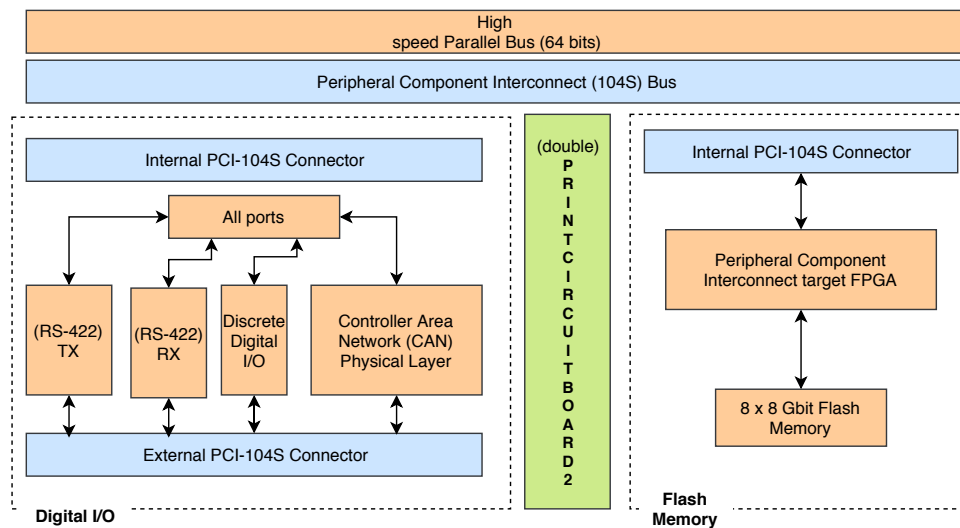 High
speed Parallel Bus (64 bits)
Peripheral Component Interconnect (104S) Bus
Internal PCI-104S Connector
All ports
(RS-422)
TX
(RS-422)
RX
Discrete
Digital
I/O
Controller Area
Network (CAN)
Physical Layer
External PCI-104S Connector
Digital I/O
(double)
P
R
I
N
T
C
I
R
C
U
I
T
B
O
A
R
D
2
Internal PCI-104S Connector
Peripheral Component
Interconnect target FPGA
8 x 8 Gbit Flash
Memory
Flash
Memory